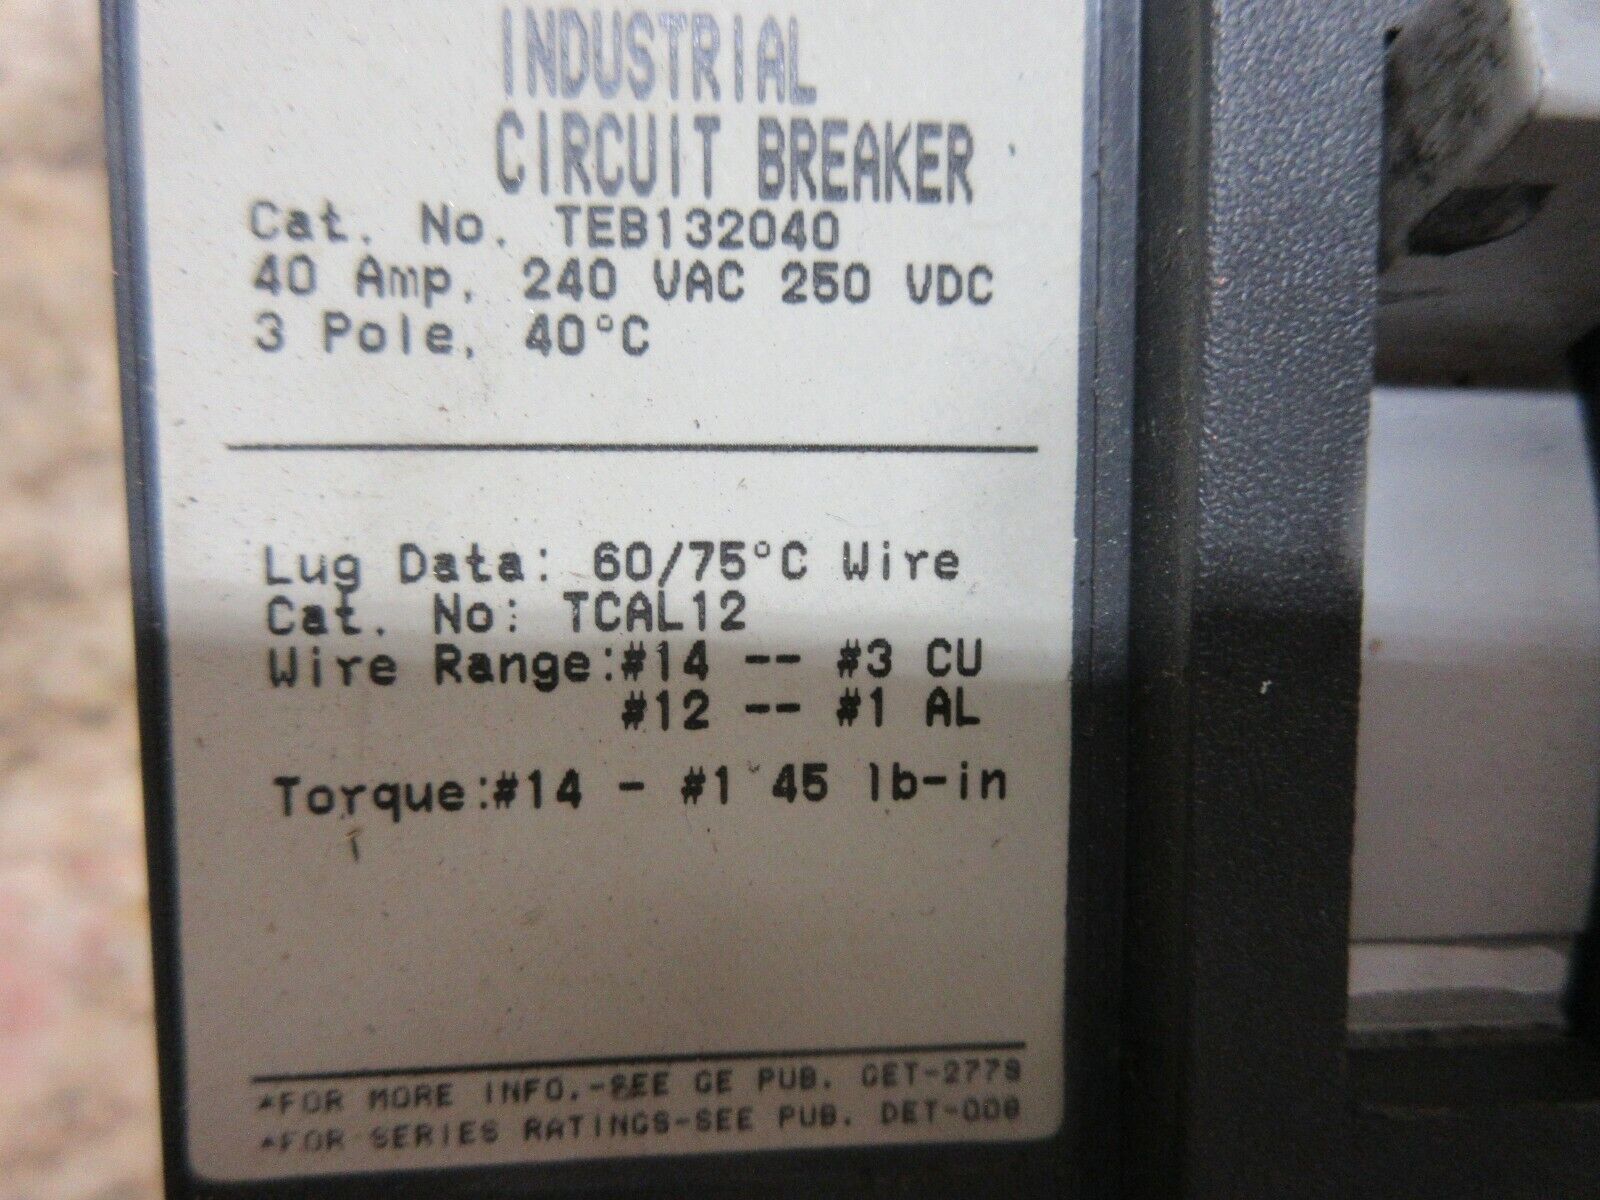 INDUSTRIAL
CIRCUIT BREAKER
Cat. No. TEB132040
40 Amp, 240 VAC 250 VDC
3 Pole, 40°C
Lug Data: 60/75°C Wire
Cat. No: TCAL12
Wire Range:#14 -- #3 CU
#12 -- #1 AL
Torque:#14 - #1 45 lb-in
*FOR MORE INFO.-SEE GE PUB. GET-2779
*FOR SERIES RATINGS-SEE PUB. DET-008